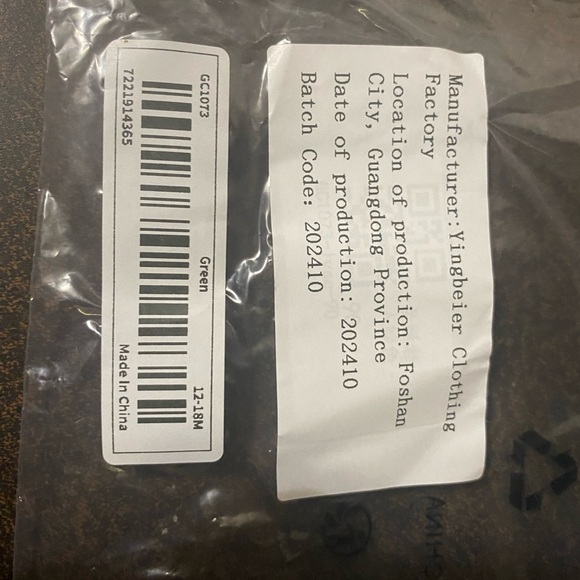 Manufacturer:Yingbeier Clothing
Factory
Location of production: Foshan
City, Guangdong Province
Date of production: 202410
Batch Code: 202410
GC1073 Green 12-18M
7221914365 Made In China